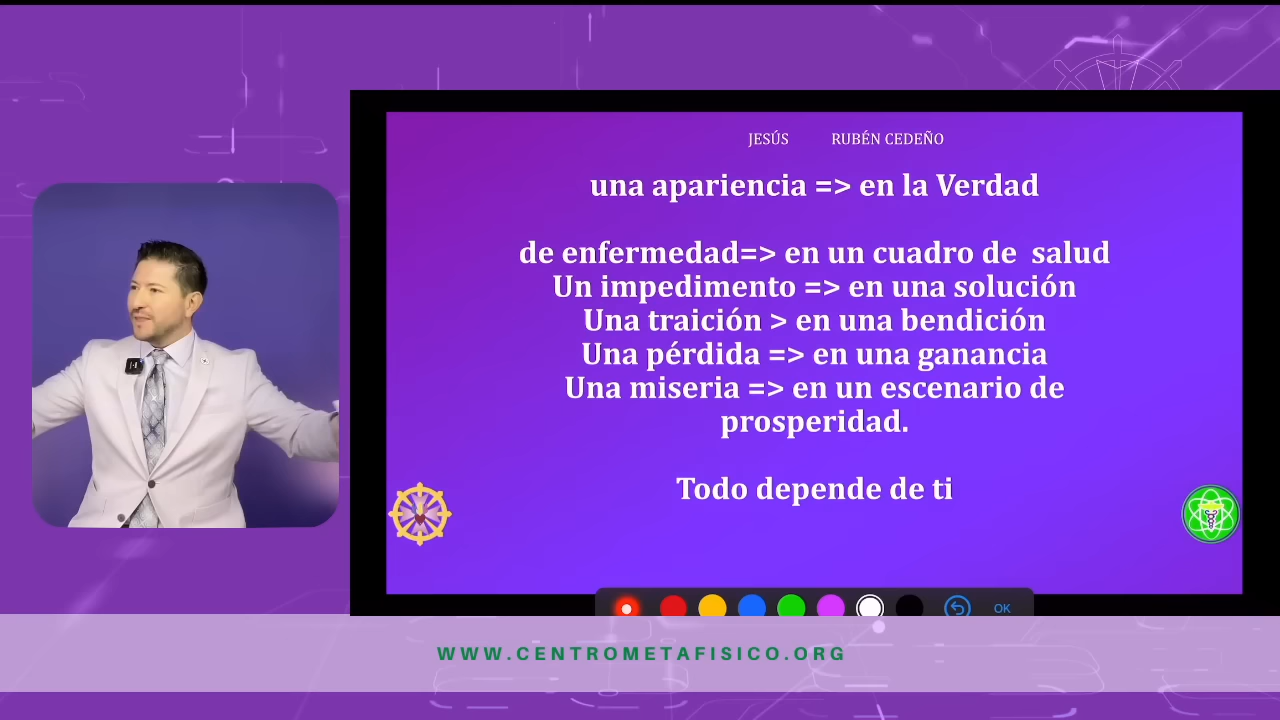 JESÚS RUBÉN CEDEÑO
una apariencia => en la Verdad
de enfermedad=> en un cuadro de  salud
Un impedimento => en una solución
Una traición > en una bendición
Una pérdida => en una ganancia
Una miseria => en un escenario de
prosperidad.
Todo depende de ti
OK
WWW.CENTROMETAFISICO.ORG